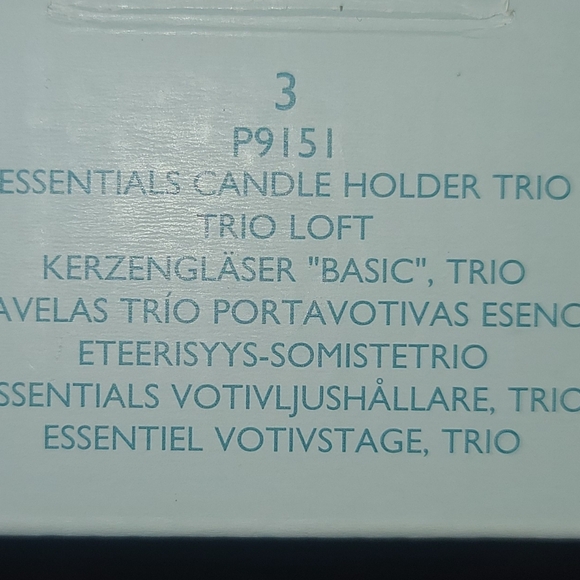 3
P9151
ESSENTIALS CANDLE HOLDER TRIO
TRIO LOFT
KERZENGLÄSER "BASIC", TRIO
AVELAS TRÍO PORTAVOTIVAS ESENC
ETEERISYYS-SOMISTETRIO
SSENTIALS VOTIVLJUSHÅLLARE, TRIO
ESSENTIEL VOTIVSTAGE, TRIO